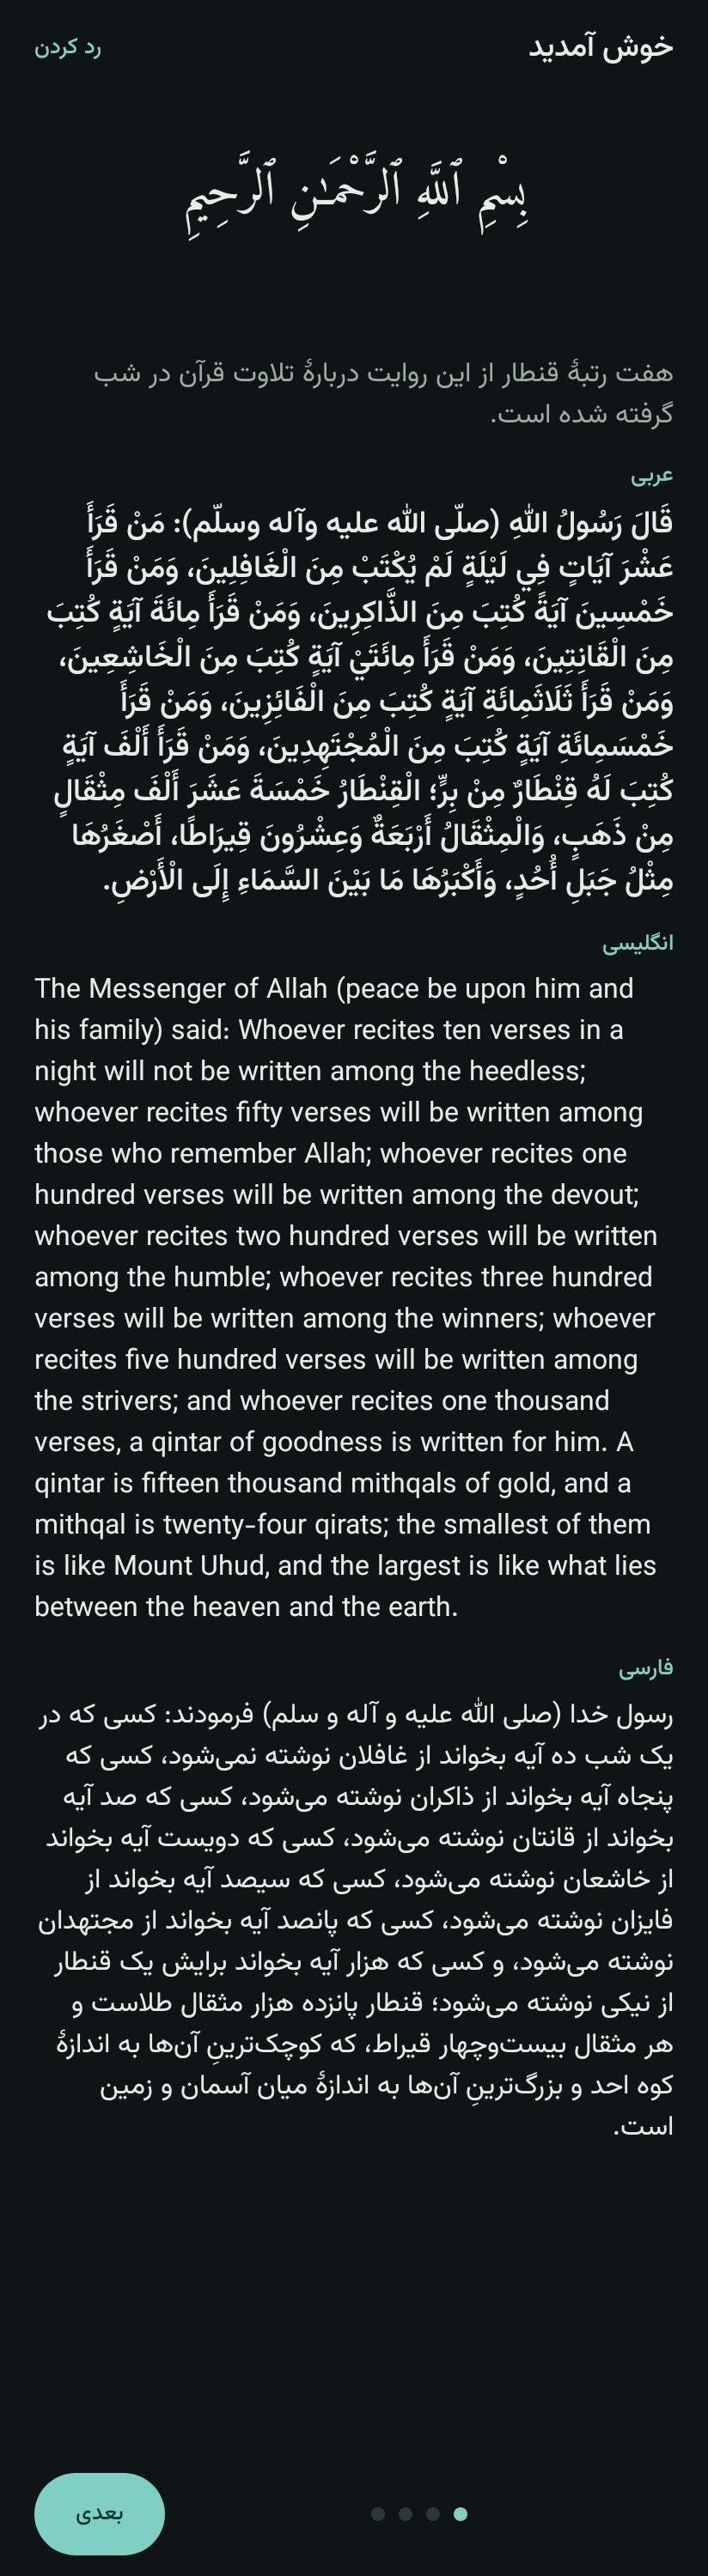 خوش آمدید
رد کردن
بِسْمِ ٱللَّهِ ٱلرَّحْمَـٰنِ ٱلرَّحِيمِ
هفت رتبهٔ قنطار از این روایت دربارهٔ تلاوت قرآن در شب
گرفته شده است.
عربی
قَالَ رَسُولُ اللهِ (صلّی الله علیه وآله وسلّم): مَنْ قَرَأَ
عَشْرَ آيَاتٍ فِي لَيْلَةٍ لَمْ يُكْتَبْ مِنَ الْغَافِلِينَ، وَمَنْ قَرَأَ
خَمْسِينَ آيَةً كُتِبَ مِنَ الذَّاكِرِينَ، وَمَنْ قَرَأَ مِائَةَ آيَةٍ كُتِبَ
مِنَ الْقَانِتِينَ، وَمَنْ قَرَأَ مِائَتَيْ آيَةٍ كُتِبَ مِنَ الْخَاشِعِينَ،
وَمَنْ قَرَأَ ثَلَاثَمِائَةِ آيَةٍ كُتِبَ مِنَ الْفَائِزِينَ، وَمَنْ قَرَأَ
خَمْسَمِائَةِ آيَةٍ كُتِبَ مِنَ الْمُجْتَهِدِينَ، وَمَنْ قَرَأَ أَلْفَ آيَةٍ
كُتِبَ لَهُ قِنْطَارٌ مِنْ بِرٍّ؛ الْقِنْطَارُ خَمْسَةَ عَشَرَ أَلْفَ مِثْقَالٍ
مِنْ ذَهَبٍ، وَالْمِثْقَالُ أَرْبَعَةٌ وَعِشْرُونَ قِيرَاطًا، أَصْغَرُهَا
مِثْلُ جَبَلِ أُحُدٍ، وَأَكْبَرُهَا مَا بَيْنَ السَّمَاءِ إِلَى الْأَرْضِ.
انگلیسی
The Messenger of Allah (peace be upon him and
his family) said: Whoever recites ten verses in a
night will not be written among the heedless;
whoever recites fifty verses will be written among
those who remember Allah; whoever recites one
hundred verses will be written among the devout;
whoever recites two hundred verses will be written
among the humble; whoever recites three hundred
verses will be written among the winners; whoever
recites five hundred verses will be written among
the strivers; and whoever recites one thousand
verses, a qintar of goodness is written for him. A
qintar is fifteen thousand mithqals of gold, and a
mithqal is twenty-four qirats; the smallest of them
is like Mount Uhud, and the largest is like what lies
between the heaven and the earth.
فارسی
رسول خدا (صلی الله علیه و آله و سلم) فرمودند: کسی که در
یک شب ده آیه بخواند از غافلان نوشته نمی‌شود، کسی که
پنجاه آیه بخواند از ذاکران نوشته می‌شود، کسی که صد آیه
بخواند از قانتان نوشته می‌شود، کسی که دویست آیه بخواند
از خاشعان نوشته می‌شود، کسی که سیصد آیه بخواند از
فایزان نوشته می‌شود، کسی که پانصد آیه بخواند از مجتهدان
نوشته می‌شود، و کسی که هزار آیه بخواند برایش یک قنطار
از نیکی نوشته می‌شود؛ قنطار پانزده هزار مثقال طلاست و
هر مثقال بیست‌وچهار قیراط، که کوچک‌ترینِ آن‌ها به اندازهٔ
کوه احد و بزرگ‌ترینِ آن‌ها به اندازهٔ میان آسمان و زمین
است.
بعدی